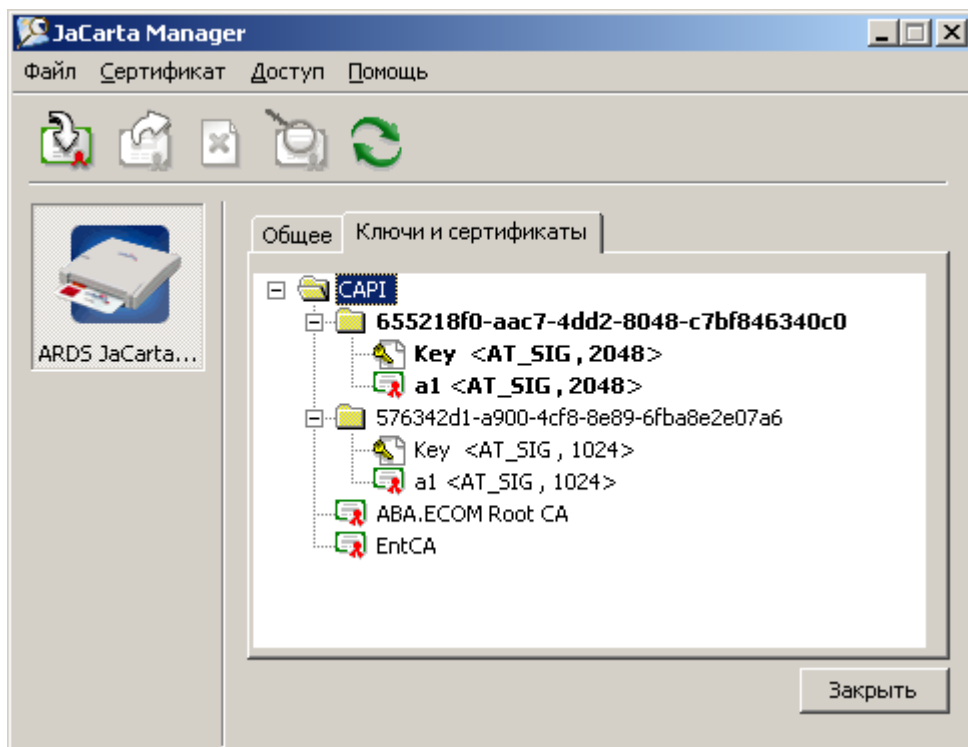 JaCarta Manager
Файл Сертификат Доступ Помощь
ARDS JaCarta...
Общее Ключи и сертификаты
CAPI
655218f0-aac7-4dd2-8048-c7bf846340c0
Key <AT_SIG , 2048>
a1 <AT_SIG , 2048>
576342d1-a900-4cf8-8e89-6fba8e2e07a6
Key <AT_SIG , 1024>
a1 <AT_SIG , 1024>
ABA.ECOM Root CA
EntCA
Закрыть